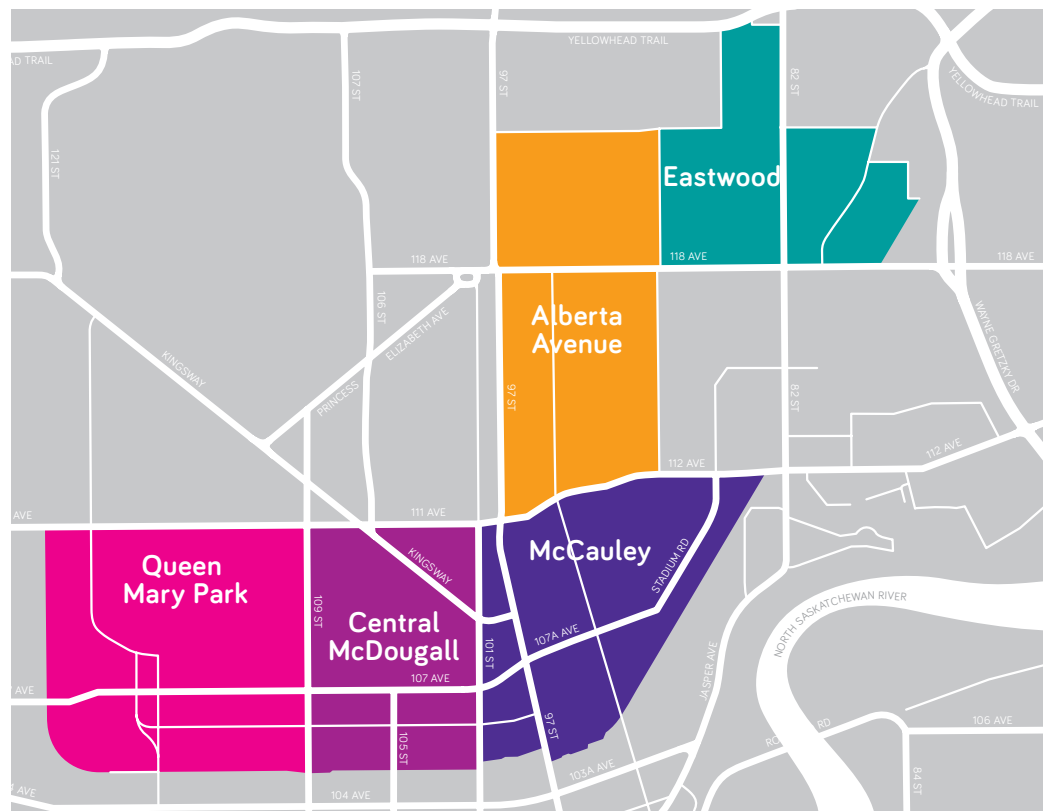 YELLOWHEAD TRAIL
AD TRAIL
107 ST
97 ST
82 ST
YELLOWHEAD TRAIL
121 ST
Eastwood
118 AVE
118 AVE
118 AVE
106 ST
ELIZABETH AVE
PRINCESS
KINGSWAY
Alberta
Avenue
97 ST
82 ST
WAYNE GRETZKY DR
112 AVE
112 AVE
AVE
111 AVE
KINGSWAY
McCauley
STADIUM RD
Queen
Mary Park
109 ST
Central
McDougall
101 ST
107A AVE
NORTH SASKATCHEWAN RIVER
JASPER AVE
AVE
107 AVE
97 ST
105 ST
103A AVE
RD
106 AVE
84 ST
AVE
104 AVE